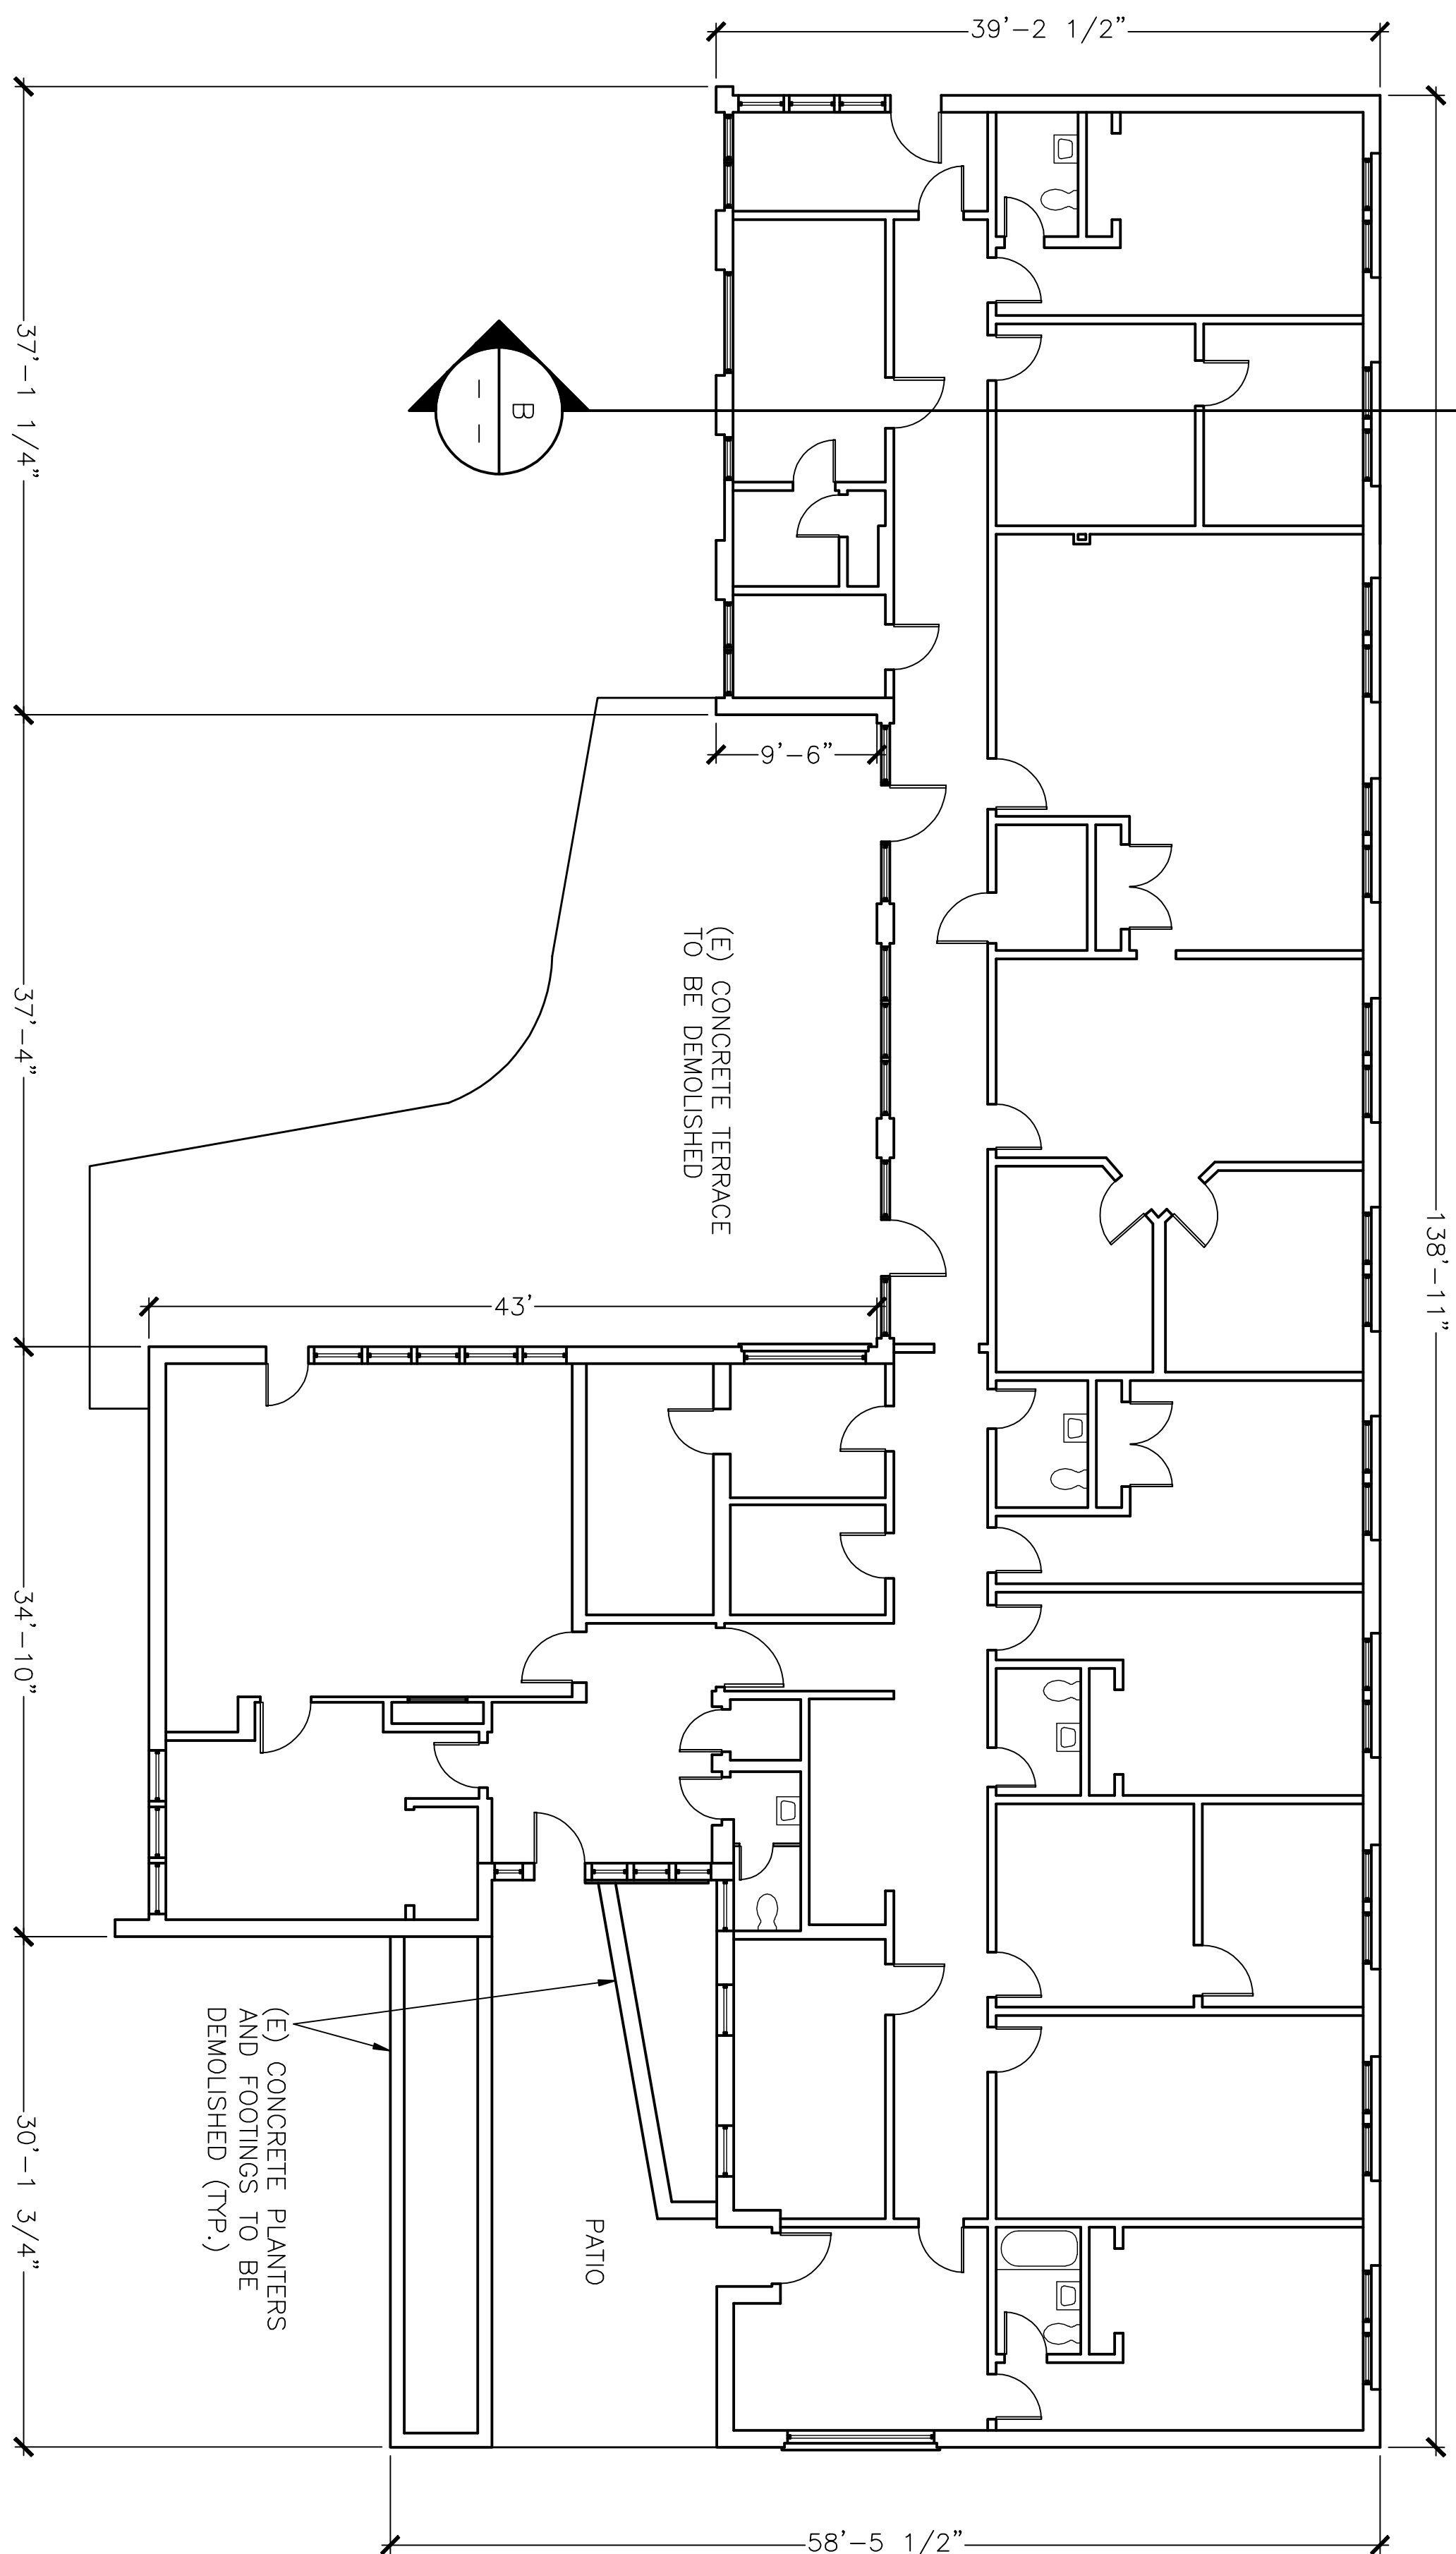 39'-2 1/2"
138'-11"
37'-1 1/4"
B
- -
9'-6"
37'-4"
(E) CONCRETE TERRACE
TO BE DEMOLISHED
43'
34'-10"
(E) CONCRETE PLANTERS
AND FOOTINGS TO BE
DEMOLISHED (TYP.)
PATIO
30'-1 3/4"
58'-5 1/2"